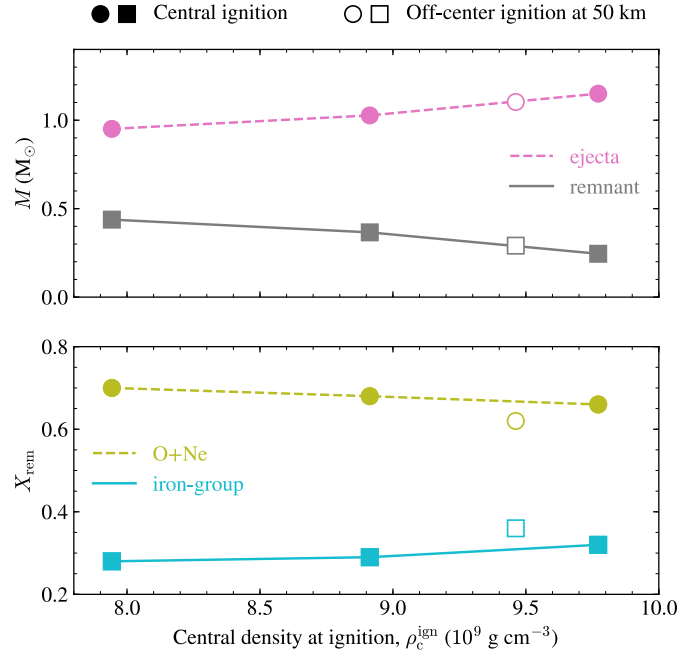 Central ignition Off-center ignition at 50 km
1.0
0.5
0.0
M (M⊙)
ejecta
remnant
0.8
0.6
0.4
0.2
X_rem
O+Ne
iron-group
8.0 8.5 9.0 9.5 10.0
Central density at ignition, ρ_c^ign (10^9 g cm^−3)